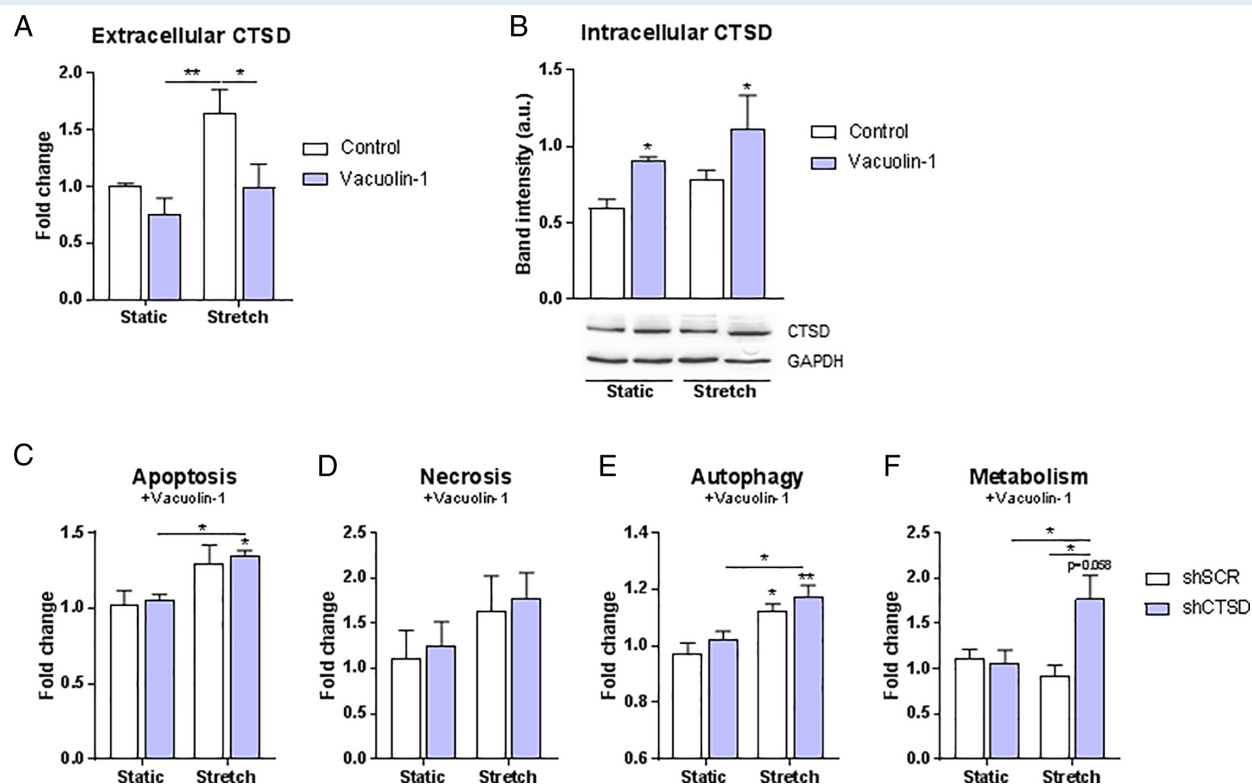 A
Extracellular CTSD
Fold change
2.0
1.5
1.0
0.5
0.0
**
*
Static
Stretch
Control
Vacuolin-1
B
Intracellular CTSD
Band intensity (a.u.)
1.5
1.0
0.5
0.0
*
*
Control
Vacuolin-1
CTSD
GAPDH
Static
Stretch
C
Apoptosis
+Vacuolin-1
Fold change
1.5
1.0
0.5
0.0
*
*
Static
Stretch
D
Necrosis
+Vacuolin-1
Fold change
2.5
2.0
1.5
1.0
0.5
0.0
Static
Stretch
E
Autophagy
+Vacuolin-1
Fold change
1.4
1.2
1.0
0.8
0.6
*
*
**
Static
Stretch
F
Metabolism
+Vacuolin-1
Fold change
2.5
2.0
1.5
1.0
0.5
0.0
*
*
p=0.058
Static
Stretch
shSCR
shCTSD